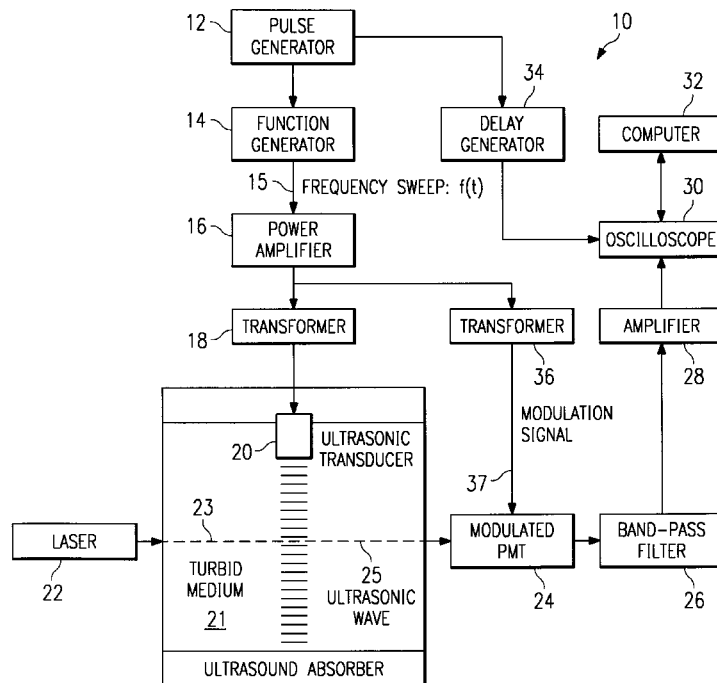 12
PULSE
GENERATOR
10
34
32
14
FUNCTION
GENERATOR
DELAY
GENERATOR
COMPUTER
15
FREQUENCY SWEEP: f(t)
30
16
POWER
AMPLIFIER
OSCILLOSCOPE
TRANSFORMER
TRANSFORMER
AMPLIFIER
18
36
28
MODULATION
SIGNAL
20
ULTRASONIC
TRANSDUCER
37
23
LASER
MODULATED
PMT
BAND-PASS
FILTER
22
25
24
26
TURBID
MEDIUM
21
ULTRASONIC
WAVE
ULTRASOUND ABSORBER